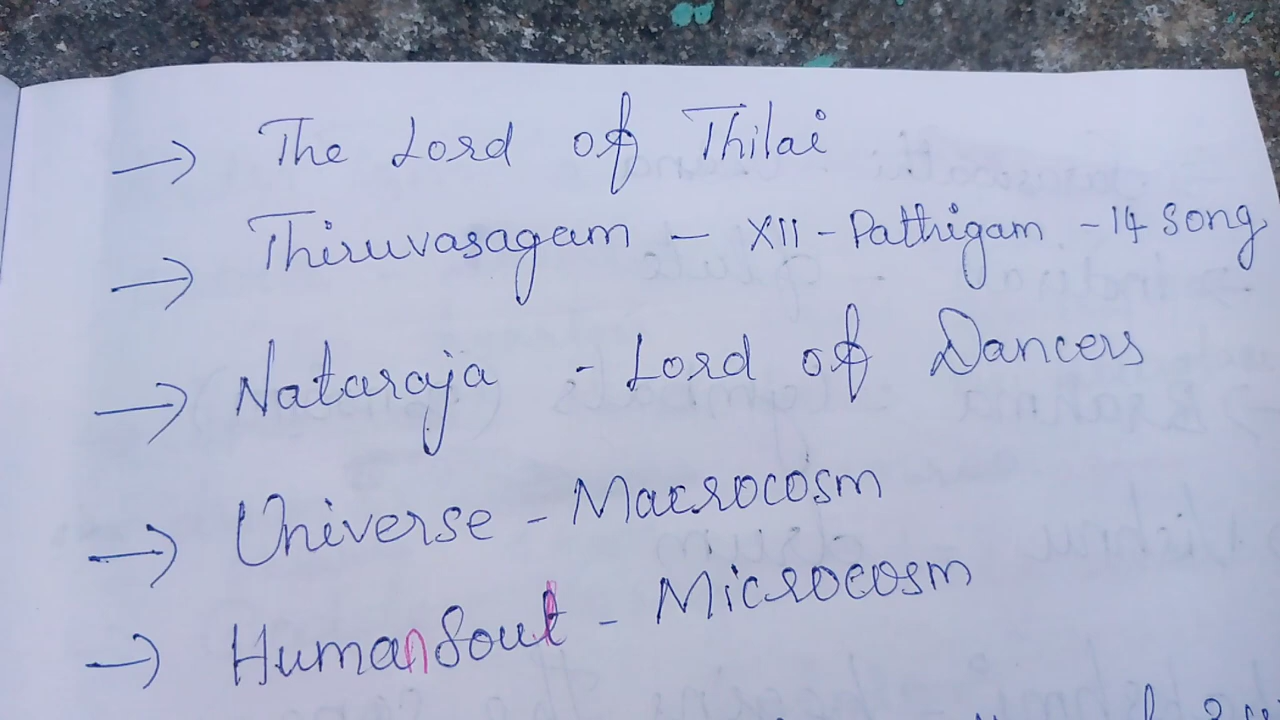 → The Lord of Thilai
→ Thiruvasagam - XII - Pathigam - 14 Song
→ Nataraja - Lord of Dancers
→ Universe - Macrocosm
→ Human Soul - Microcosm